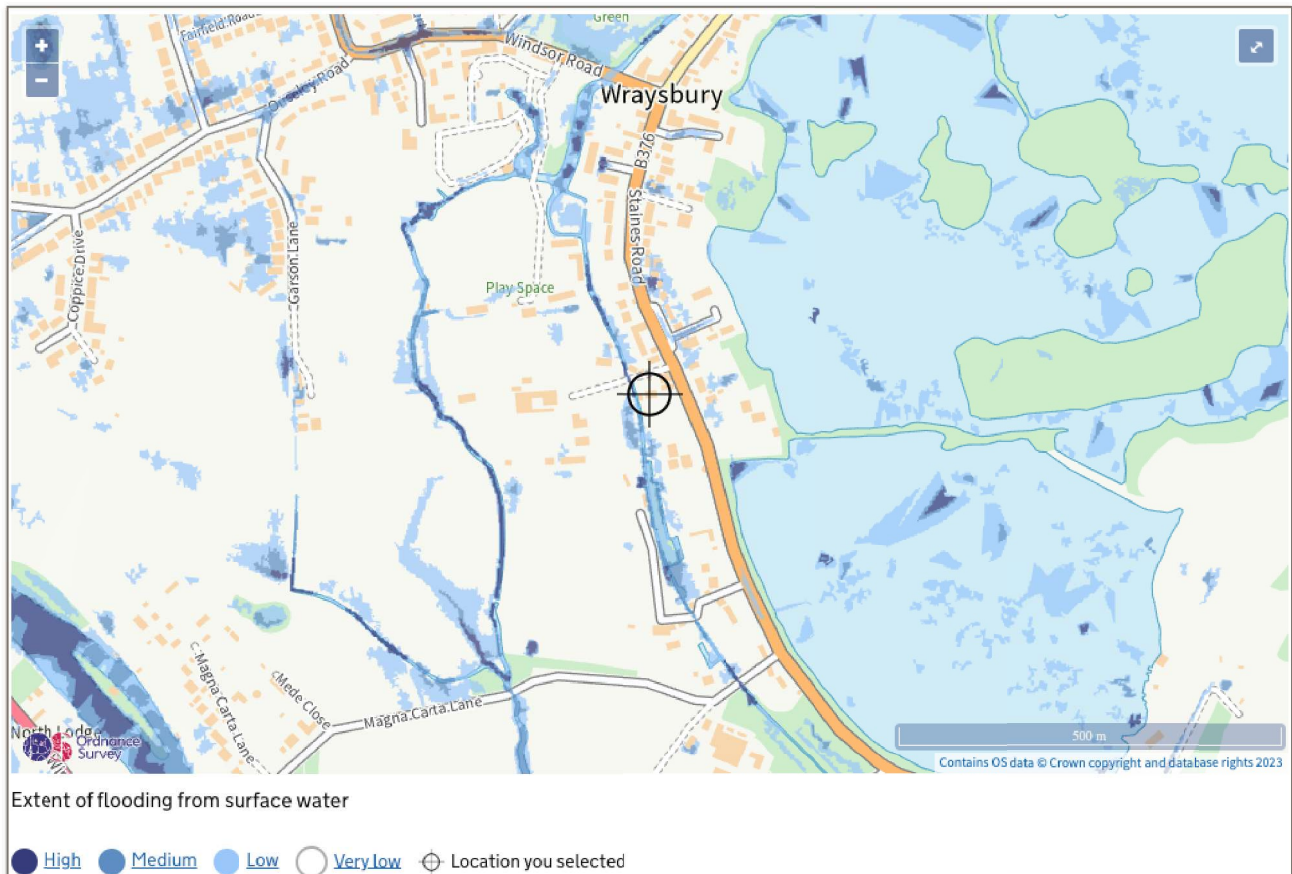 Green
Fairfield Road
+
−
Windsor Road
Ouseley Road
Wraysbury
B376
Staines Road
Coppice Drive
Garson Lane
Play Space
Magna Carta Lane
Mede Close
Magna Carta Lane
North Lodge
Ordnance
Survey
500 m
Contains OS data © Crown copyright and database rights 2023
Extent of flooding from surface water
High Medium Low Very low Location you selected